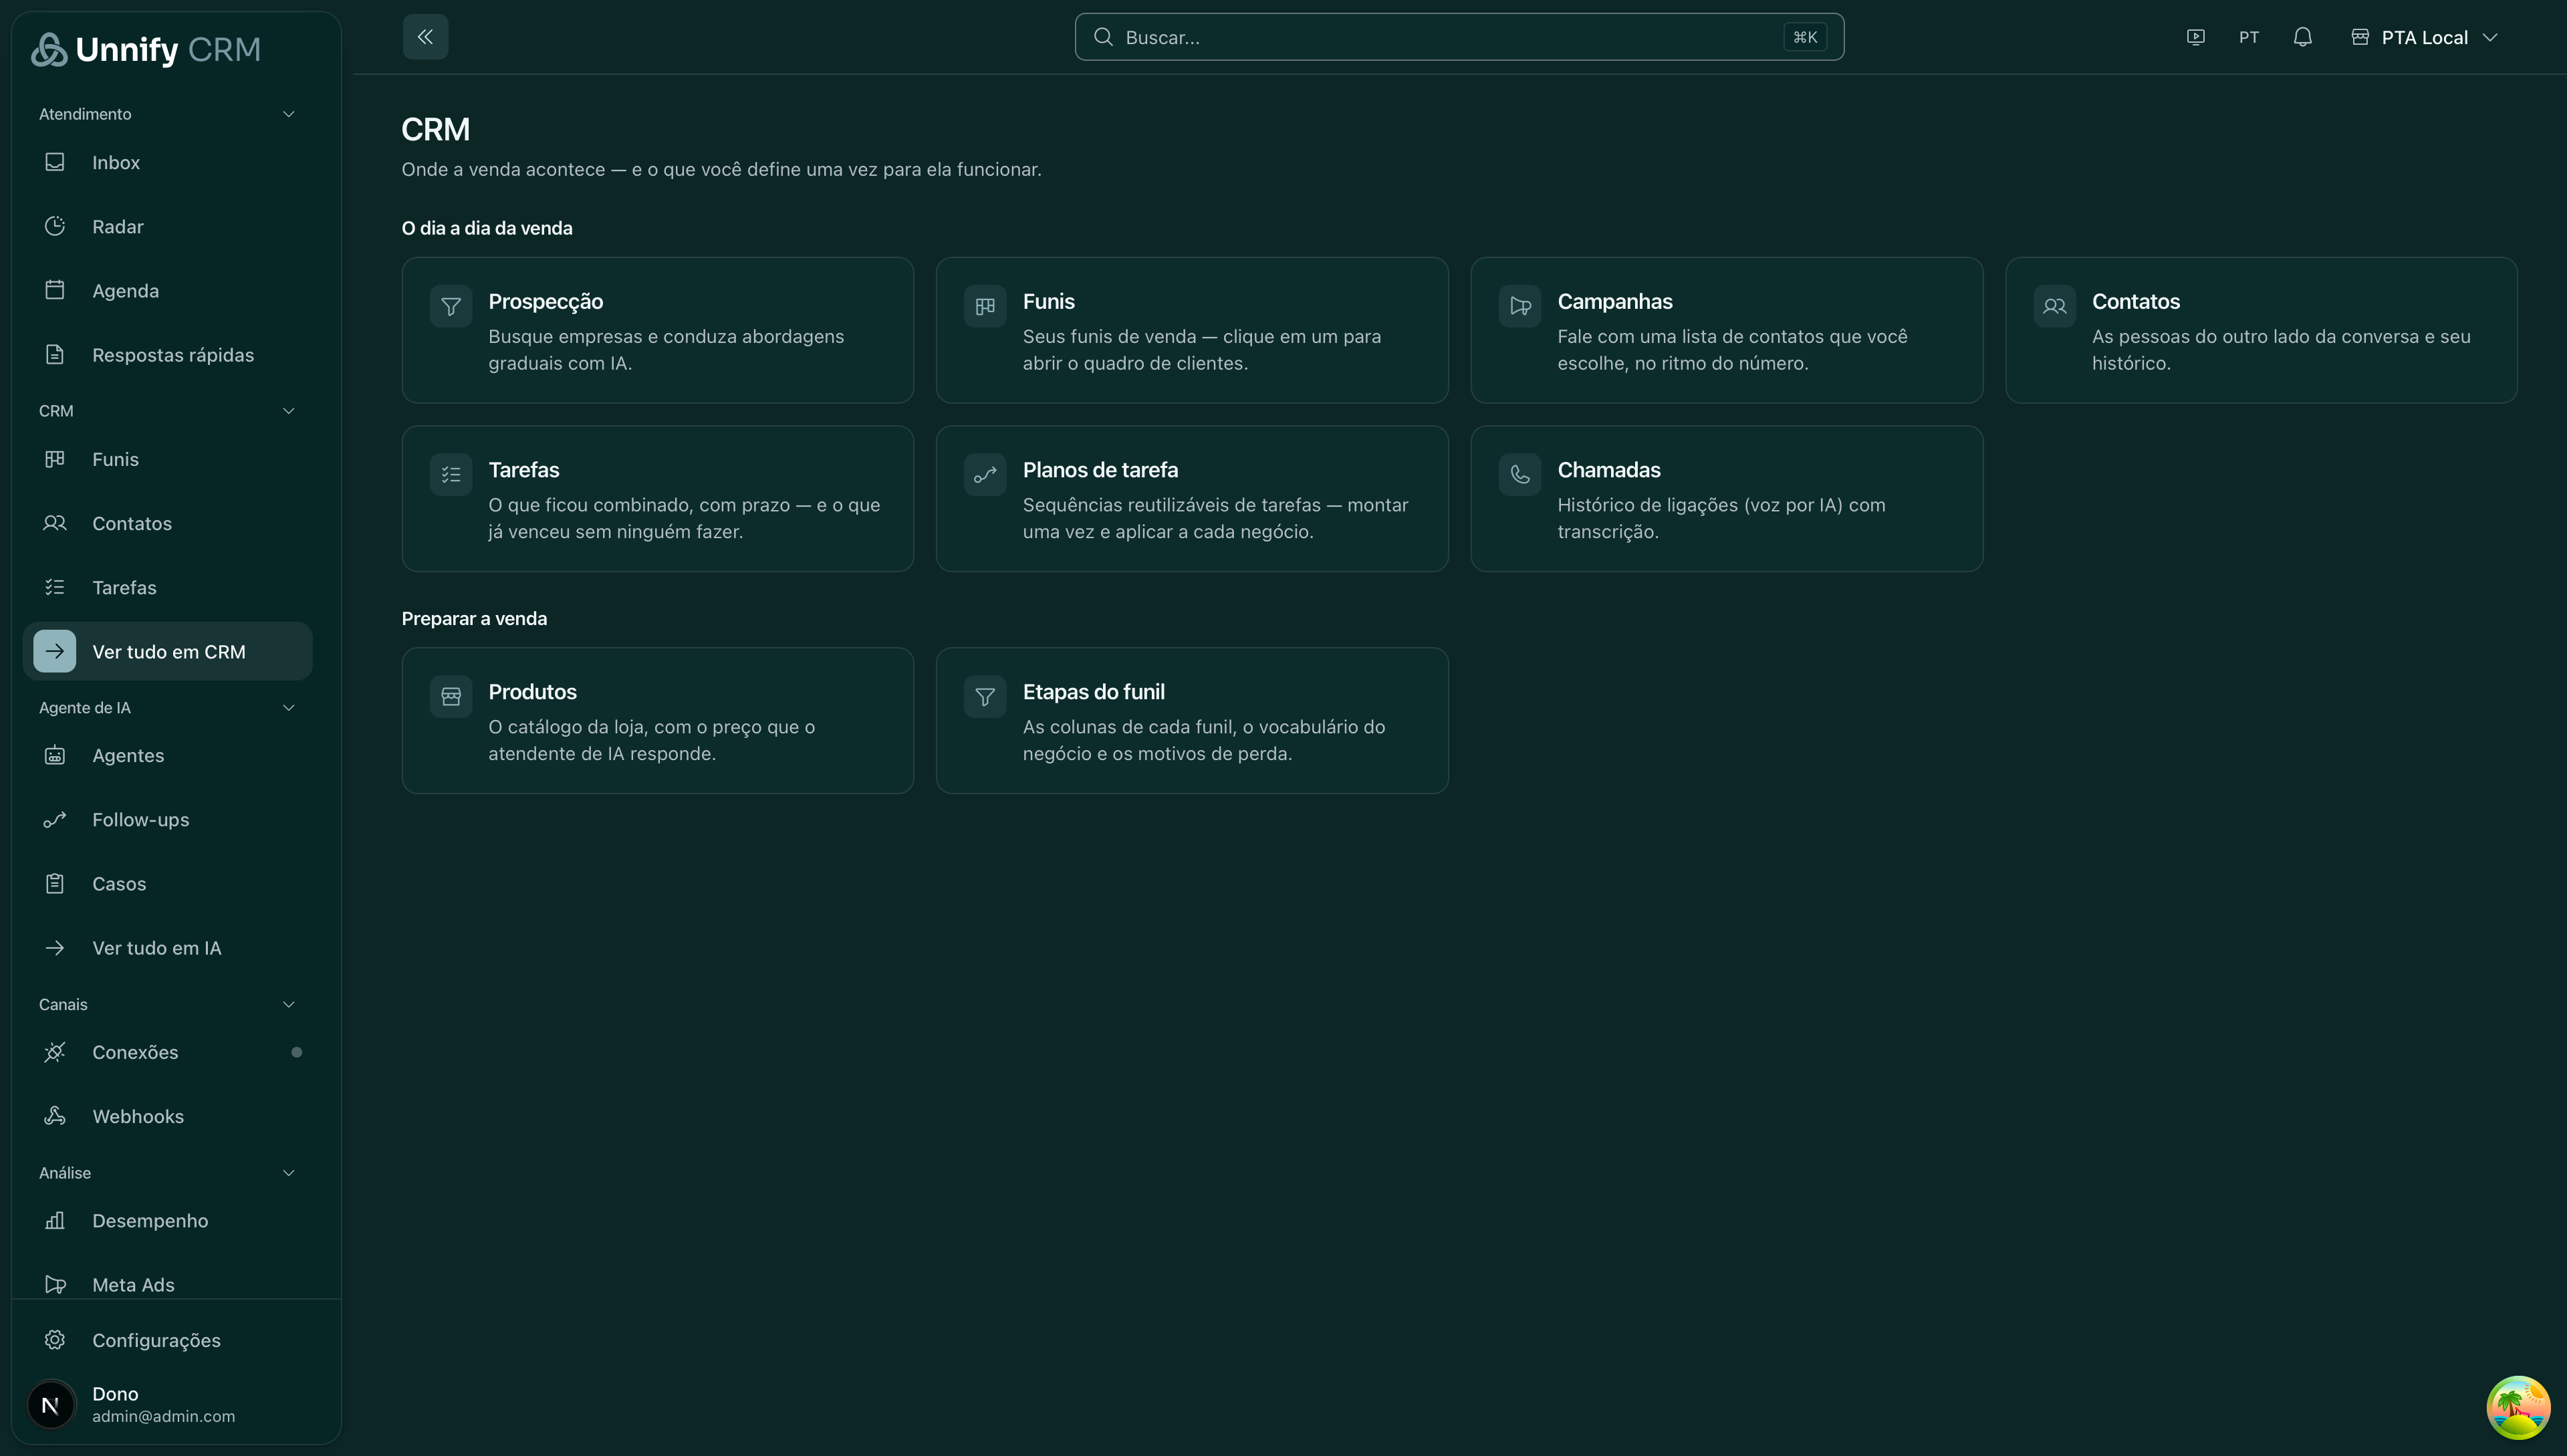 Unnify CRM
Buscar...
⌘K
PT
PTA Local
Atendimento
Inbox
Radar
Agenda
Respostas rápidas
CRM
Funis
Contatos
Tarefas
Ver tudo em CRM
Agente de IA
Agentes
Follow-ups
Casos
Ver tudo em IA
Canais
Conexões
Webhooks
Análise
Desempenho
Meta Ads
Configurações
N
Dono
admin@admin.com
CRM
Onde a venda acontece — e o que você define uma vez para ela funcionar.
O dia a dia da venda
Prospecção
Busque empresas e conduza abordagens
graduais com IA.
Funis
Seus funis de venda — clique em um para
abrir o quadro de clientes.
Campanhas
Fale com uma lista de contatos que você
escolhe, no ritmo do número.
Contatos
As pessoas do outro lado da conversa e seu
histórico.
Tarefas
O que ficou combinado, com prazo — e o que
já venceu sem ninguém fazer.
Planos de tarefa
Sequências reutilizáveis de tarefas — montar
uma vez e aplicar a cada negócio.
Chamadas
Histórico de ligações (voz por IA) com
transcrição.
Preparar a venda
Produtos
O catálogo da loja, com o preço que o
atendente de IA responde.
Etapas do funil
As colunas de cada funil, o vocabulário do
negócio e os motivos de perda.